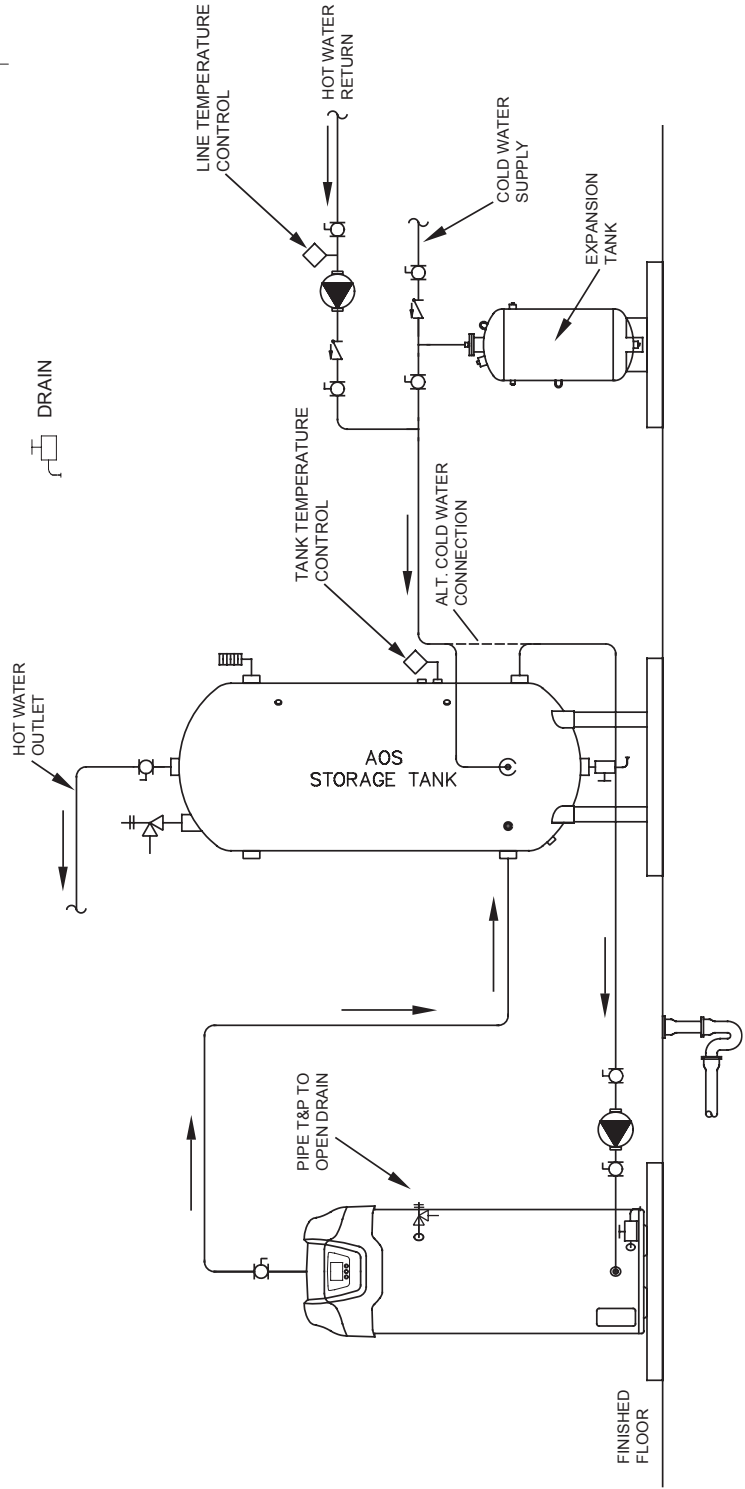 DRAIN
LINE TEMPERATURE
CONTROL
HOT WATER
RETURN
HOT WATER
OUTLET
TANK TEMPERATURE
CONTROL
COLD WATER
SUPPLY
ALT. COLD WATER
CONNECTION
EXPANSION
TANK
AOS
STORAGE TANK
PIPE T&P TO
OPEN DRAIN
FINISHED
FLOOR